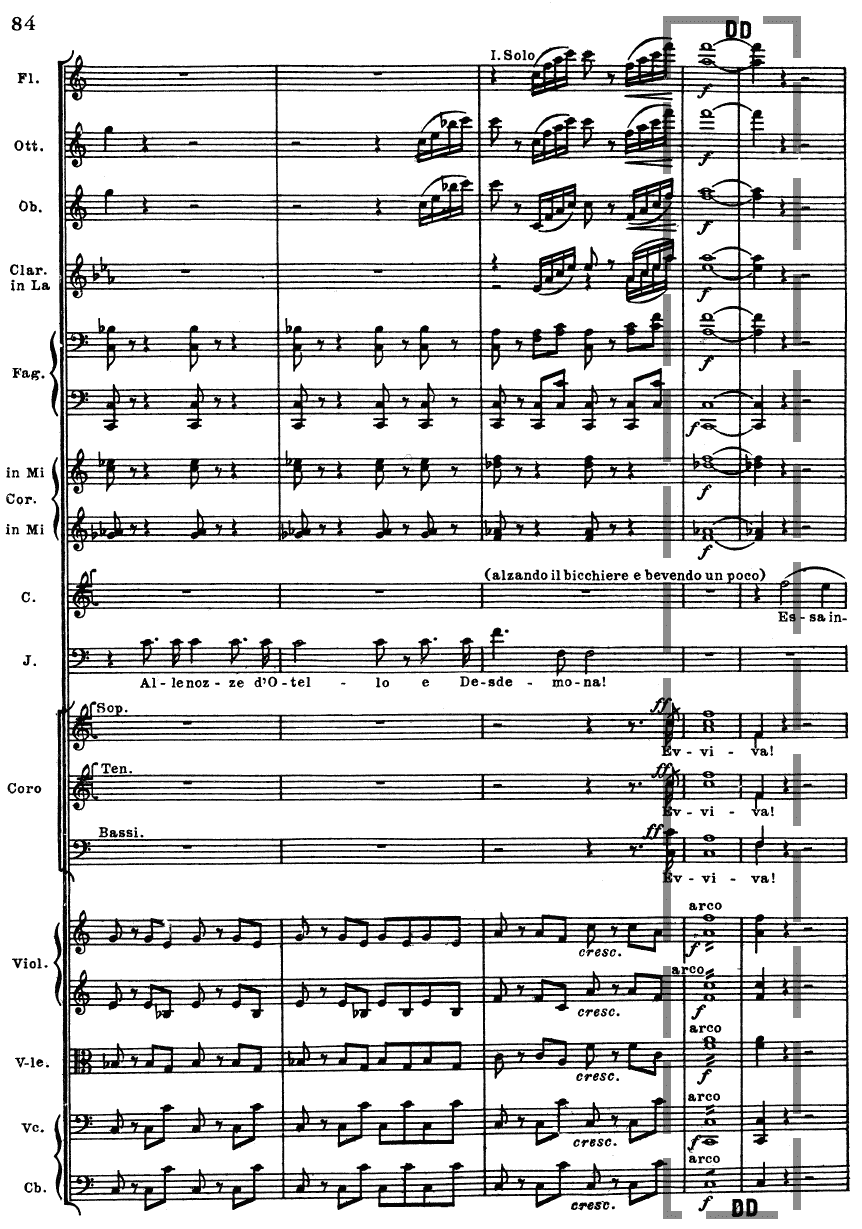 84
DD
I. Solo
Fl.
f
Ott.
f
Ob.
f
Clar.
in La
f
Fag.
f
f
in Mi
f
Cor.
in Mi
f
(alzando il bicchiere e bevendo un poco)
C.
Es - sa in-
J.
Al - le noz - ze d'O - tel - lo e De - sde - mo - na!
Sop.
ff
Ev - vi - va!
Ten.
ff
Coro
Ev - vi - va!
Bassi.
ff
Ev - vi - va!
arco
Viol.
cresc.
f
arco
cresc.
f
arco
V-le.
cresc.
f
arco
Vc.
cresc.
f
arco
Cb.
cresc.
f
DD